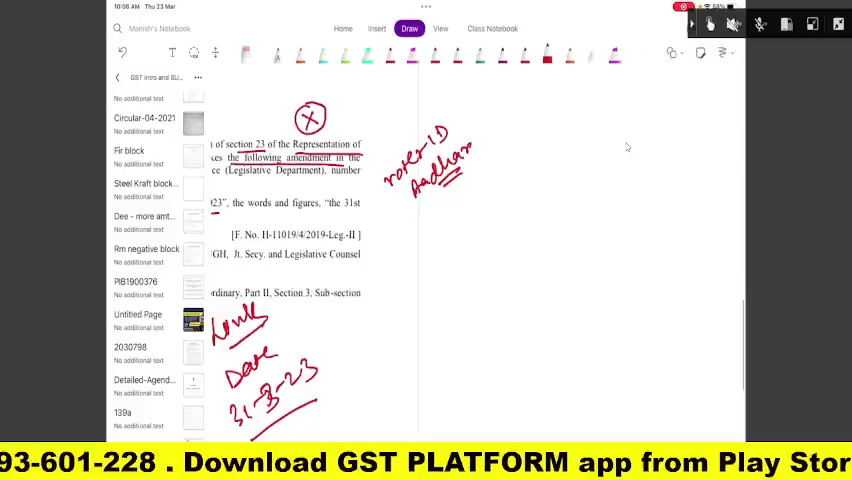 10:06 AM Thu 23 Mar
68%
Menish's Notebook
Home
Insert
Draw
View
Class Notebook
GST intro and SU...
No additional text
Circular-04-2021
No additional text
Fir block
No additional text
Steel Kraft block...
No additional text
Dee - more amt...
No additional text
Rm negative block
No additional text
PIB1900376
No additional text
Untitled Page
No additional text
2030798
No additional text
Detailed-Agend...
No additional text
139a
No additional text
X
n of section 23 of the Representation of
kes the following amendment in the
ce (Legislative Department), number
023", the words and figures, "the 31st
[F. No. H-11019/4/2019-Leg.-II ]
GH, Jt. Secy. and Legislative Counsel
ordinary, Part II, Section 3, Sub-section
Voter ID
Aadhar
Link
Date
31-3-23
93-601-228 . Download GST PLATFORM app from Play Stor